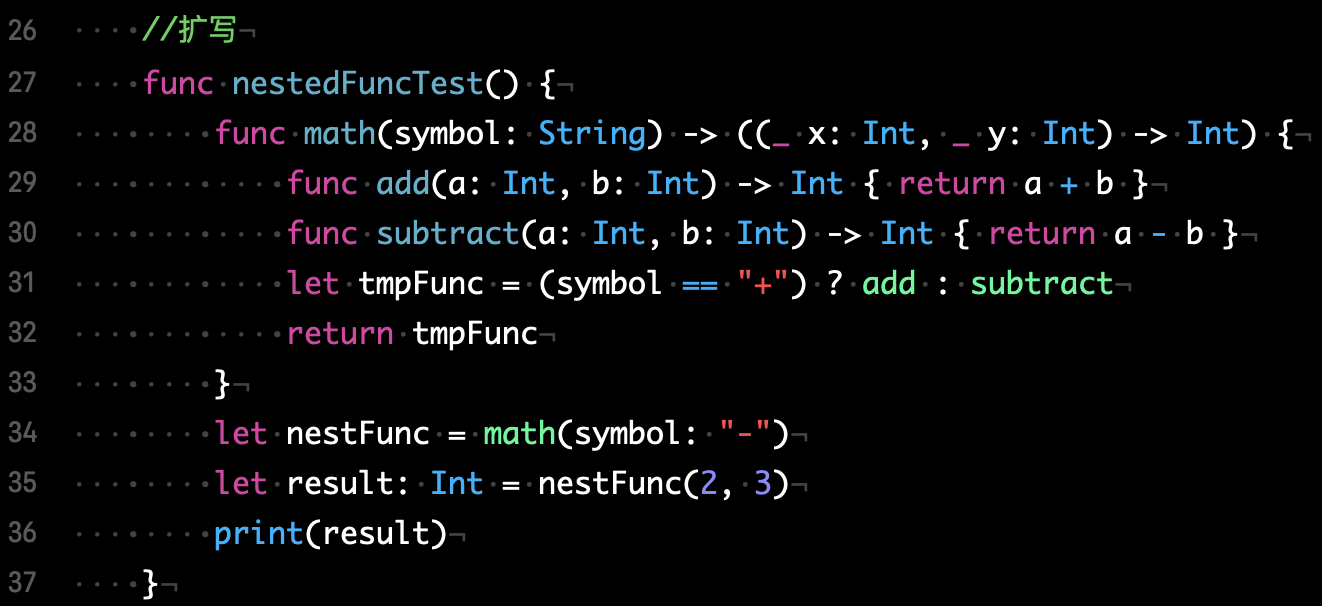 26 //扩写
27 func nestedFuncTest() {
28 func math(symbol: String) -> ((_ x: Int, _ y: Int) -> Int) {
29 func add(a: Int, b: Int) -> Int { return a + b }
30 func subtract(a: Int, b: Int) -> Int { return a - b }
31 let tmpFunc = (symbol == "+") ? add : subtract
32 return tmpFunc
33 }
34 let nestFunc = math(symbol: "-")
35 let result: Int = nestFunc(2, 3)
36 print(result)
37 }